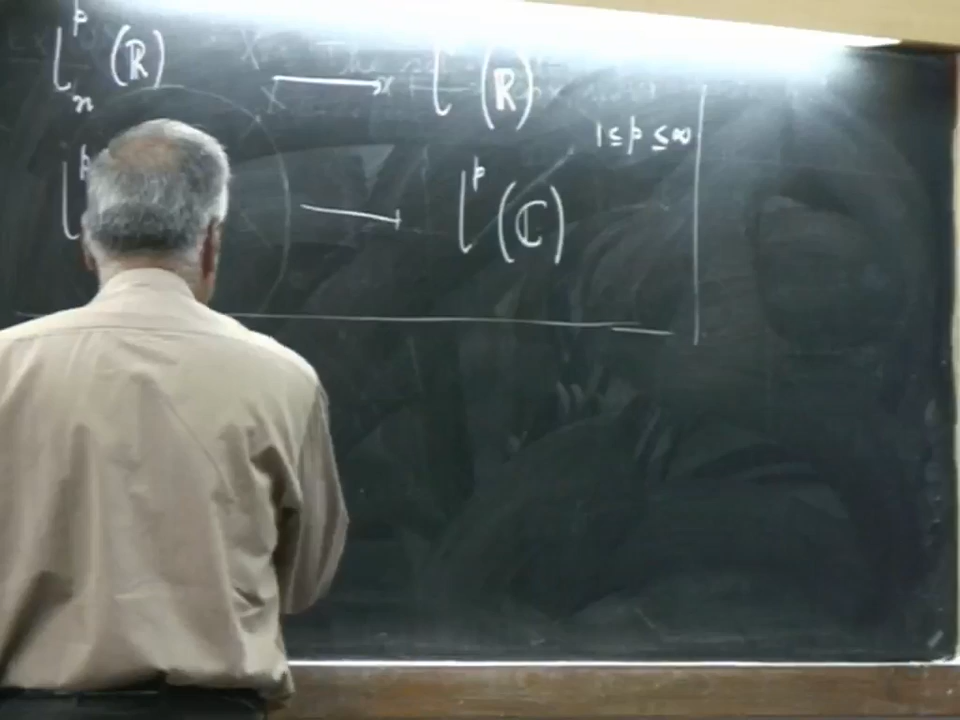 l^p_n (ℝ) ⟶ l (ℝ)
1 ≤ p ≤ ∞
l^p ⟶ l^p (ℂ)